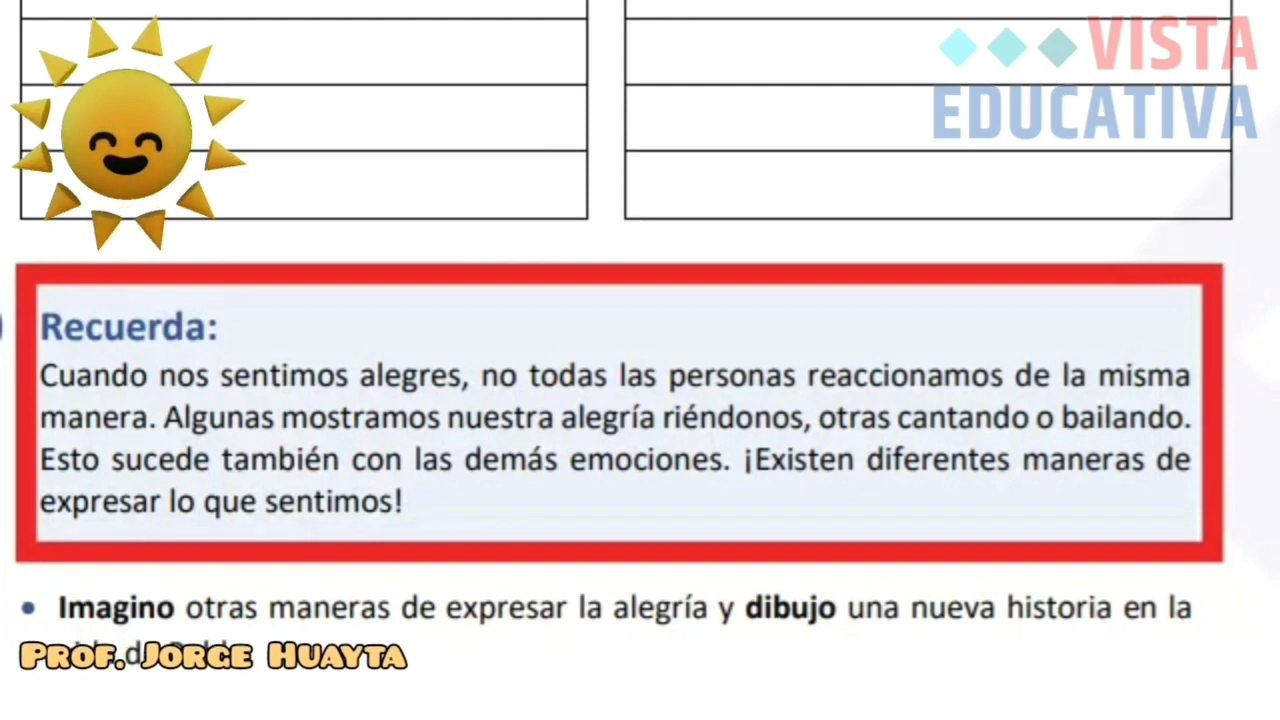 VISTA
EDUCATIVA
Recuerda:
Cuando nos sentimos alegres, no todas las personas reaccionamos de la misma
manera. Algunas mostramos nuestra alegría riéndonos, otras cantando o bailando.
Esto sucede también con las demás emociones. ¡Existen diferentes maneras de
expresar lo que sentimos!
• Imagino otras maneras de expresar la alegría y dibujo una nueva historia en la
Prof. Jorge Huayta